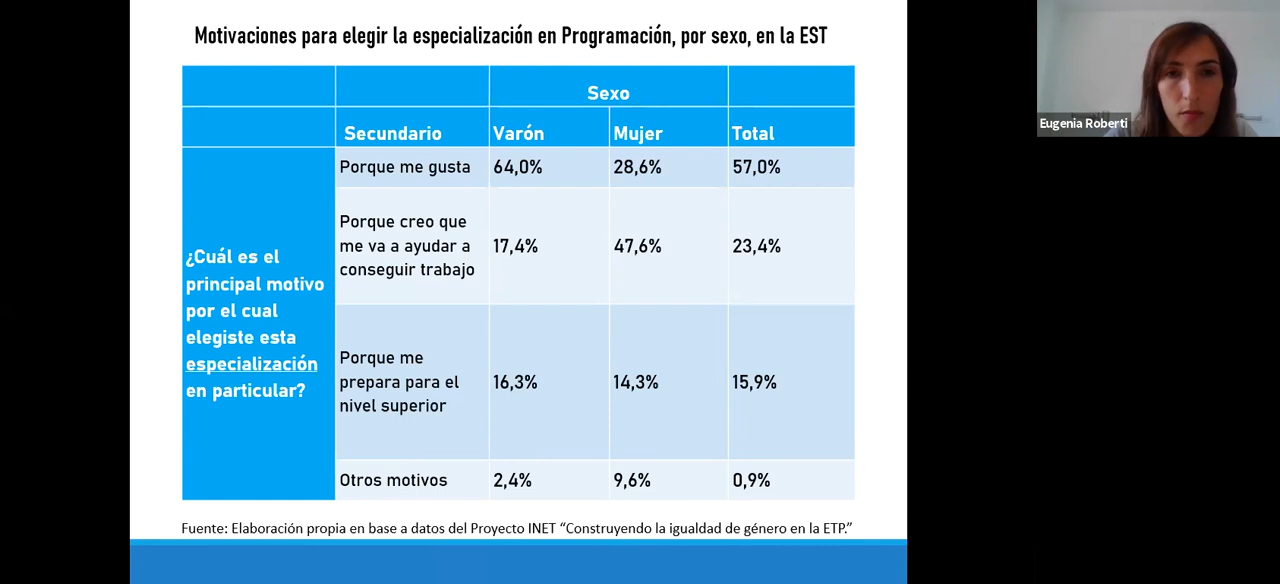 Motivaciones para elegir la especialización en Programación, por sexo, en la EST
Sexo
Secundario Varón Mujer Total
¿Cuál es el
principal motivo
por el cual
elegiste esta
especialización
en particular?
Porque me gusta 64,0% 28,6% 57,0%
Porque creo que
me va a ayudar a
conseguir trabajo
17,4% 47,6% 23,4%
Porque me
prepara para el
nivel superior
16,3% 14,3% 15,9%
Otros motivos 2,4% 9,6% 0,9%
Fuente: Elaboración propia en base a datos del Proyecto INET “Construyendo la igualdad de género en la ETP.”
Eugenia Roberti